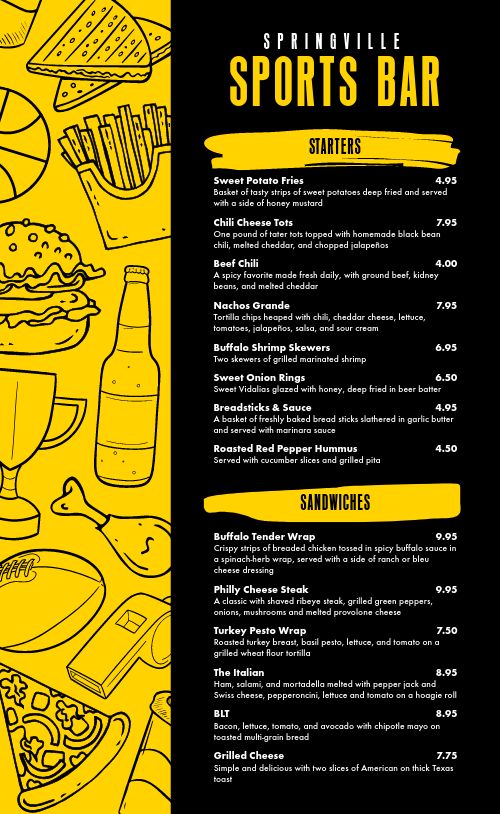 SPRINGVILLE
SPORTS BAR
STARTERS
Sweet Potato Fries 4.95
Basket of tasty strips of sweet potatoes deep fried and served
with a side of honey mustard
Chili Cheese Tots 7.95
One pound of tater tots topped with homemade black bean
chili, melted cheddar, and chopped jalapeños
Beef Chili 4.00
A spicy favorite made fresh daily, with ground beef, kidney
beans, and melted cheddar
Nachos Grande 7.95
Tortilla chips heaped with chili, cheddar cheese, lettuce,
tomatoes, jalapeños, salsa, and sour cream
Buffalo Shrimp Skewers 6.95
Two skewers of grilled marinated shrimp
Sweet Onion Rings 6.50
Sweet Vidalias glazed with honey, deep fried in beer batter
Breadsticks & Sauce 4.95
A basket of freshly baked bread sticks slathered in garlic butter
and served with marinara sauce
Roasted Red Pepper Hummus 4.50
Served with cucumber slices and grilled pita
SANDWICHES
Buffalo Tender Wrap 9.95
Crispy strips of breaded chicken tossed in spicy buffalo sauce in
a spinach-herb wrap, served with a side of ranch or bleu
cheese dressing
Philly Cheese Steak 9.95
A classic with shaved ribeye steak, grilled green peppers,
onions, mushrooms and melted provolone cheese
Turkey Pesto Wrap 7.50
Roasted turkey breast, basil pesto, lettuce, and tomato on a
grilled wheat flour tortilla
The Italian 8.95
Ham, salami, and mortadella melted with pepper jack and
Swiss cheese, pepperoncini, lettuce and tomato on a hoagie roll
BLT 8.95
Bacon, lettuce, tomato, and avocado with chipotle mayo on
toasted multi-grain bread
Grilled Cheese 7.75
Simple and delicious with two slices of American on thick Texas
toast